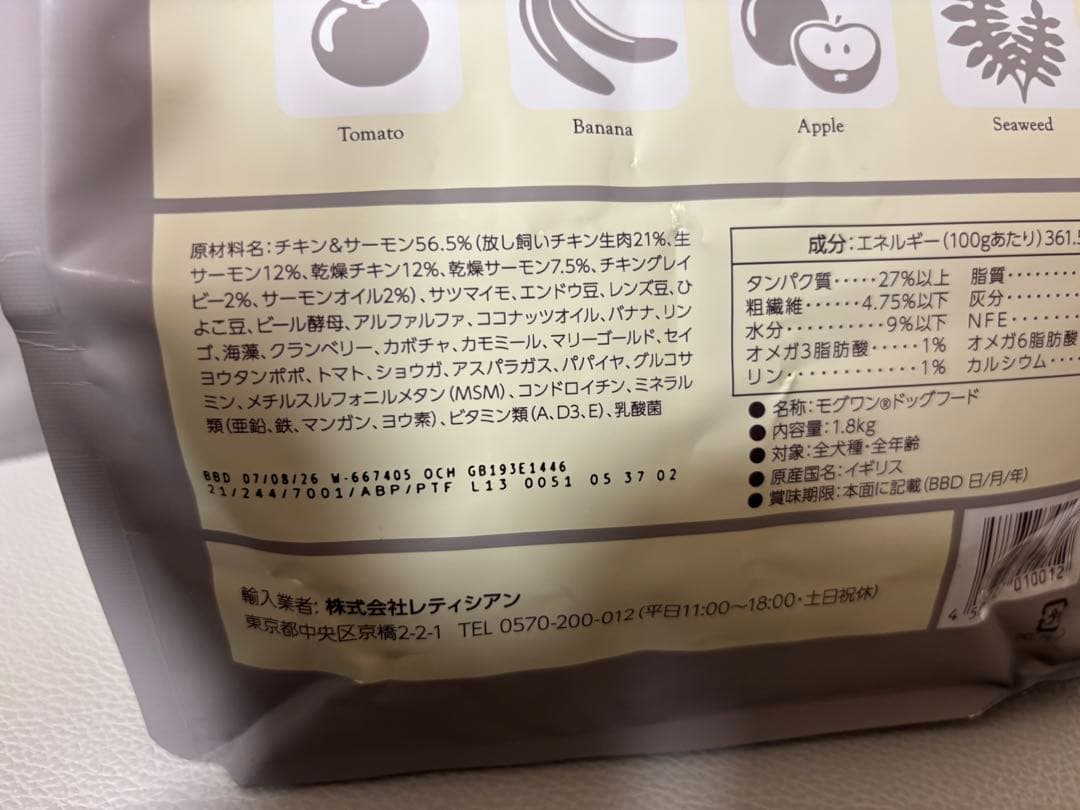 Tomato
Banana
Apple
Seaweed
原材料名:チキン&サーモン56.5%(放し飼いチキン生肉21%、生
サーモン12%、乾燥チキン12%、乾燥サーモン7.5%、チキングレイ
ビー2%、サーモンオイル2%)、サツマイモ、エンドウ豆、レンズ豆、ひ
よこ豆、ビール酵母、アルファルファ、ココナッツオイル、バナナ、リン
ゴ、海藻、クランベリー、カボチャ、カモミール、マリーゴールド、セイ
ヨウタンポポ、トマト、ショウガ、アスパラガス、パパイヤ、グルコサ
ミン、メチルスルフォニルメタン(MSM)、コンドロイチン、ミネラル
類(亜鉛、鉄、マンガン、ヨウ素)、ビタミン類(A、D3、E)、乳酸菌
BBD 07/08/26 W-667405 OCH GB193E1446
21/244/7001/ABP/PTF L13 0051 05 37 02
成分:エネルギー(100gあたり)361.5
タンパク質·····27%以上 脂質········
粗繊維······4.75%以下 灰分········
水分··········9%以下 NFE·······
オメガ3脂肪酸·····1% オメガ6脂肪酸
リン············1% カルシウム····
● 名称:モグワン®ドッグフード
● 内容量:1.8kg
● 対象:全犬種·全年齢
● 原産国名:イギリス
● 賞味期限:本面に記載(BBD 日/月/年)
輸入業者: 株式会社レティシアン
東京都中央区京橋2-2-1 TEL 0570-200-012(平日11:00〜18:00·土日祝休)
010012